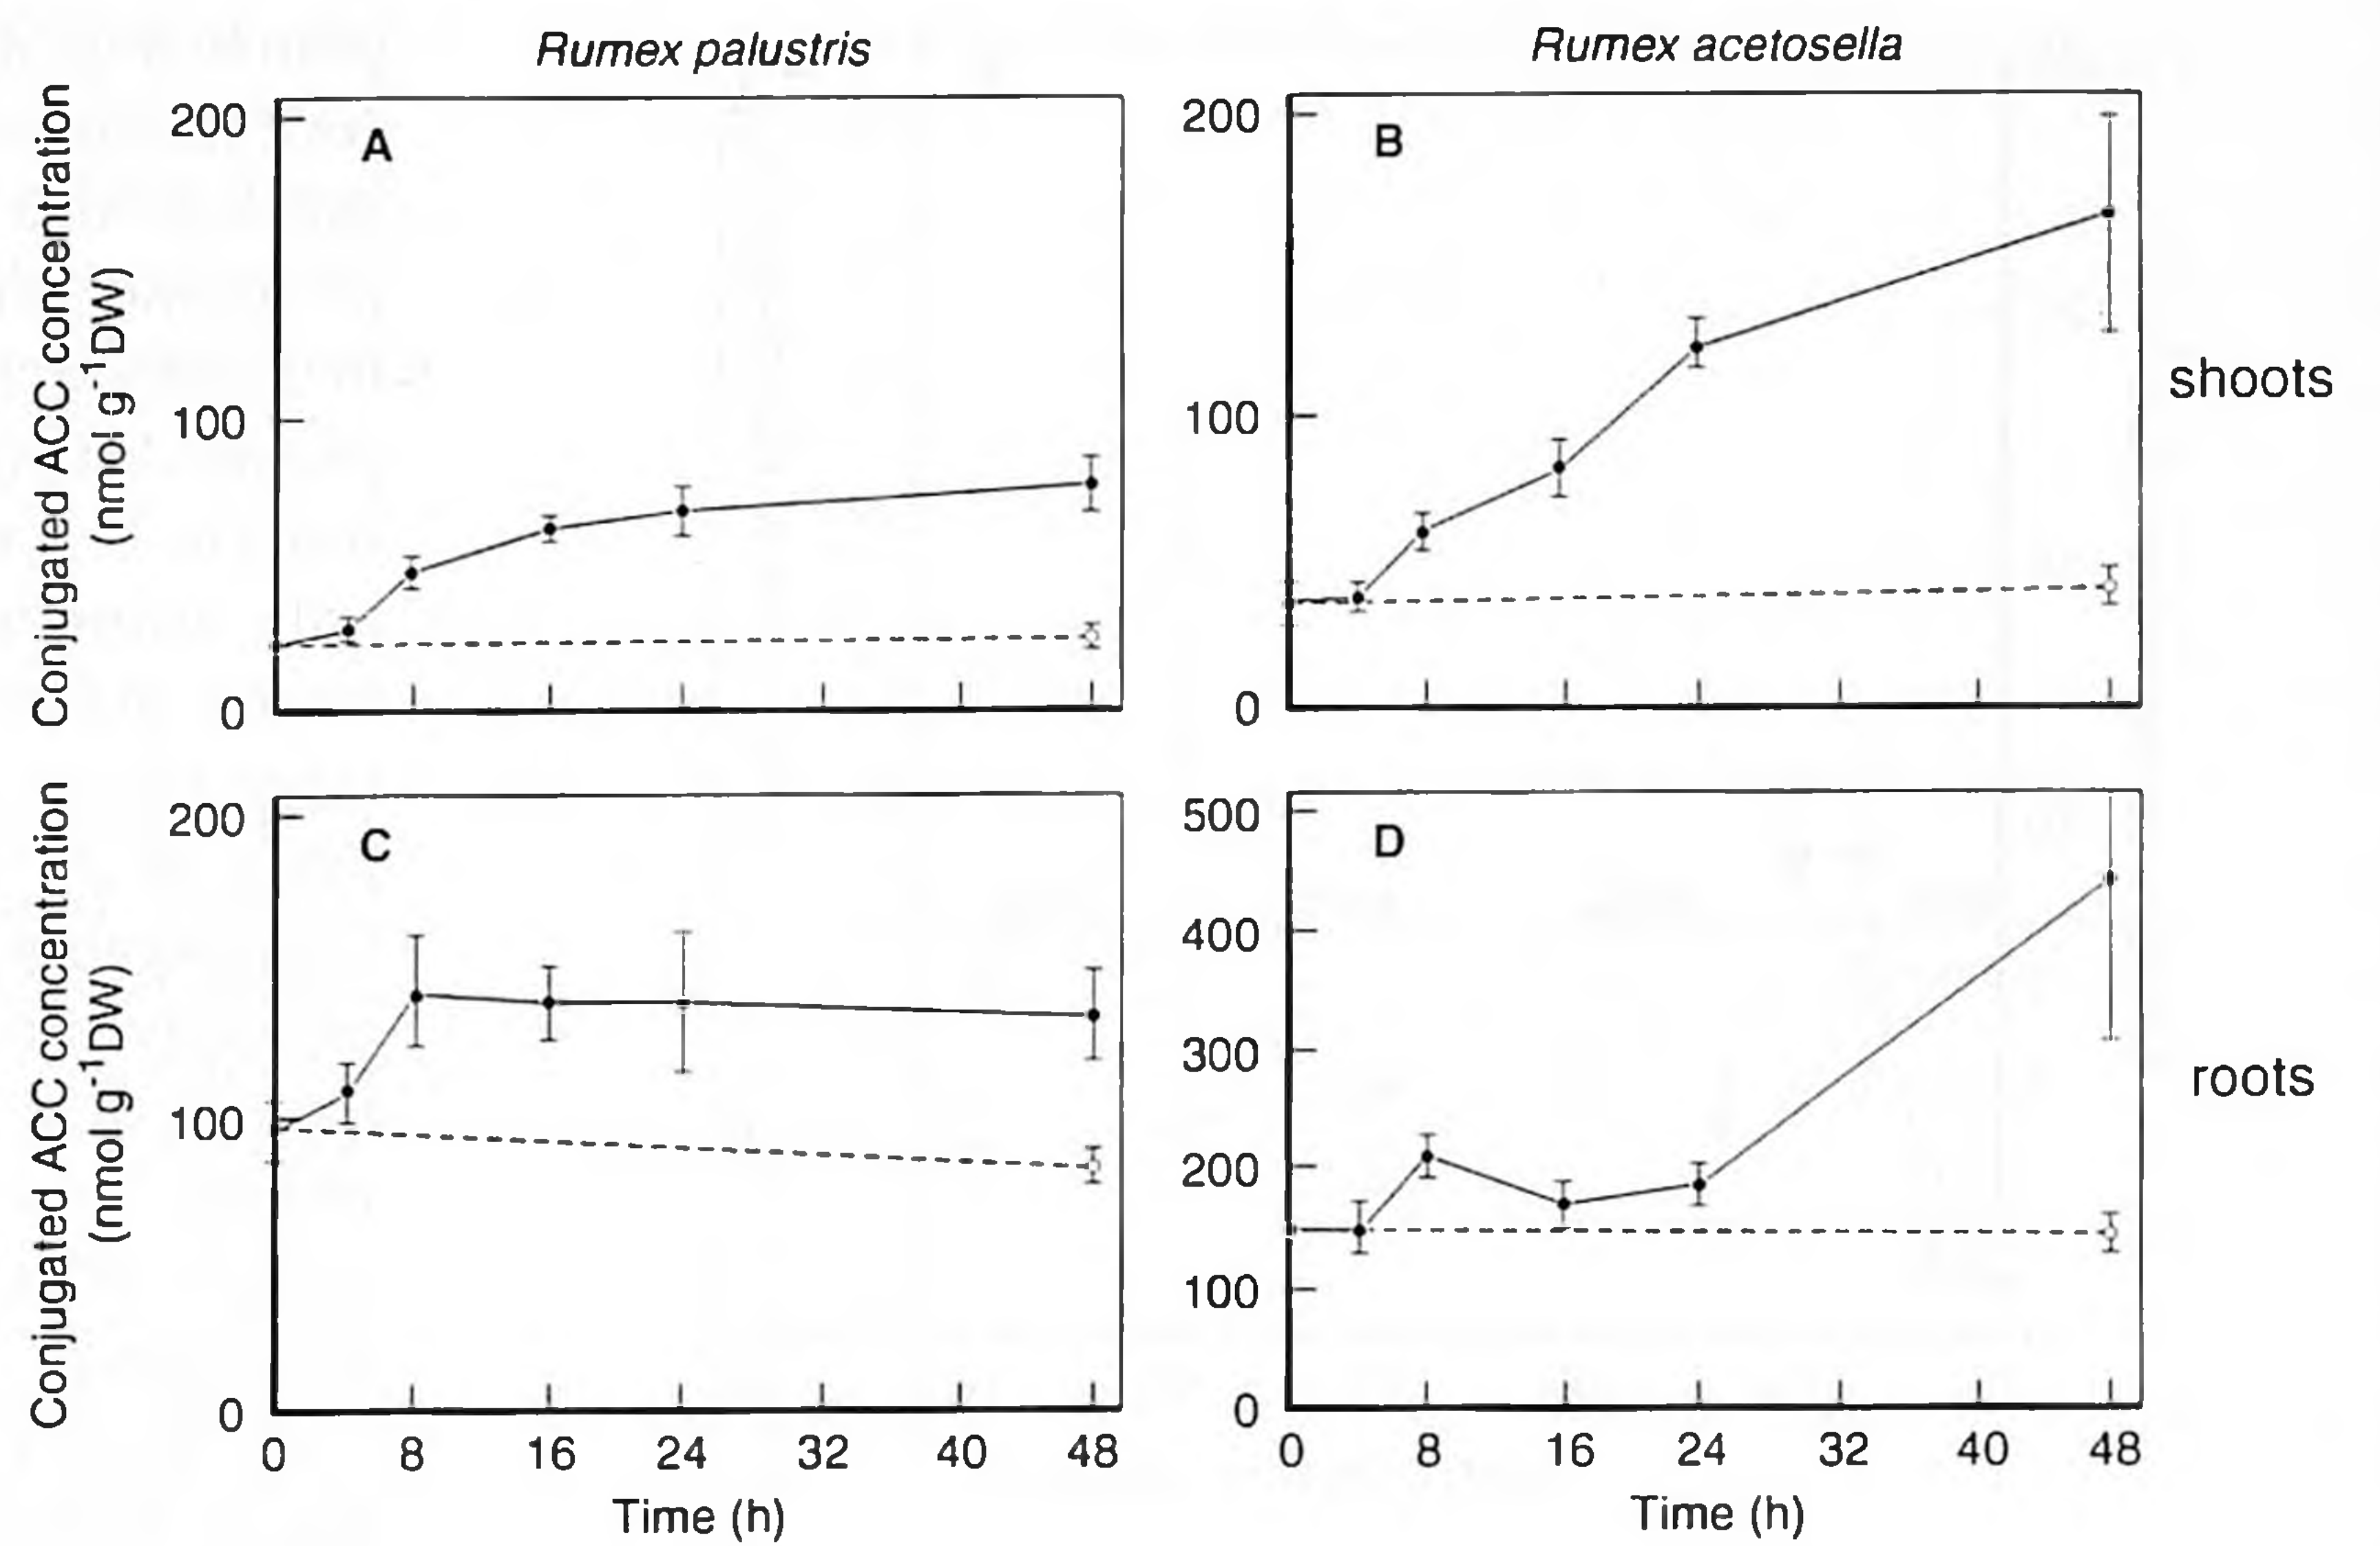 Rumex palustris
Rumex acetosella
Conjugated ACC concentration
(nmol g⁻¹DW)
200
A
100
0
200
B
100
0
shoots
Conjugated ACC concentration
(nmol g⁻¹DW)
200
C
100
0
0 8 16 24 32 40 48
Time (h)
500
D
400
300
200
100
0
0 8 16 24 32 40 48
Time (h)
roots